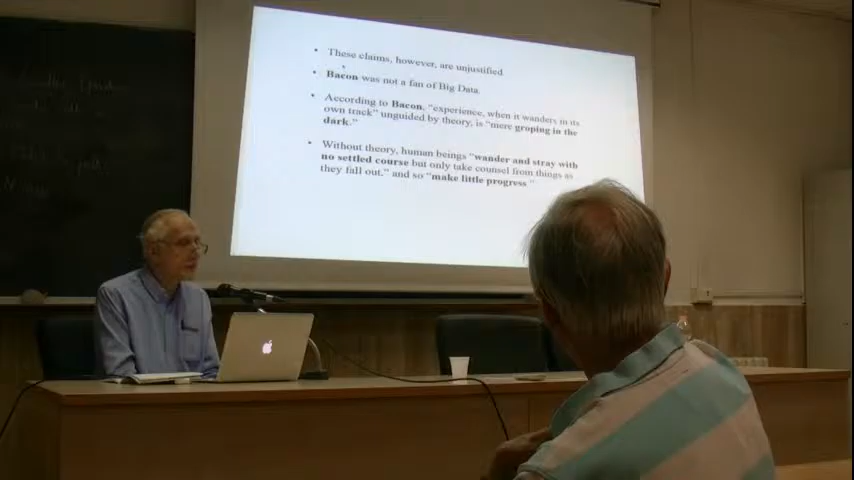 • These claims, however, are unjustified.
• Bacon was not a fan of Big Data.
• According to Bacon, “experience, when it wanders in its
own track” unguided by theory, is “mere groping in the
dark.”
• Without theory, human beings “wander and stray with
no settled course but only take counsel from things as
they fall out.” and so “make little progress.”